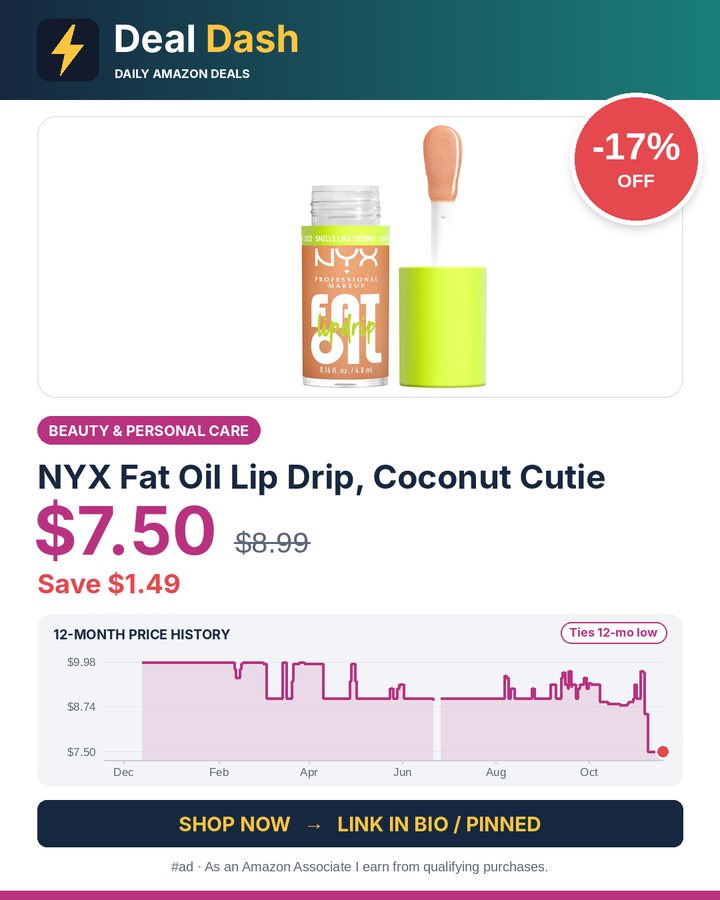 Deal Dash
DAILY AMAZON DEALS
-17%
OFF
SMELLS LIKE COCONUT
NYX
PROFESSIONAL
MAKEUP
FAT
lip drip
OIL
0.16 fl. oz. / 4.8 mL
BEAUTY & PERSONAL CARE
NYX Fat Oil Lip Drip, Coconut Cutie
$7.50 $8.99
Save $1.49
12-MONTH PRICE HISTORY
Ties 12-mo low
$9.98
$8.74
$7.50
Dec Feb Apr Jun Aug Oct
SHOP NOW → LINK IN BIO / PINNED
#ad · As an Amazon Associate I earn from qualifying purchases.